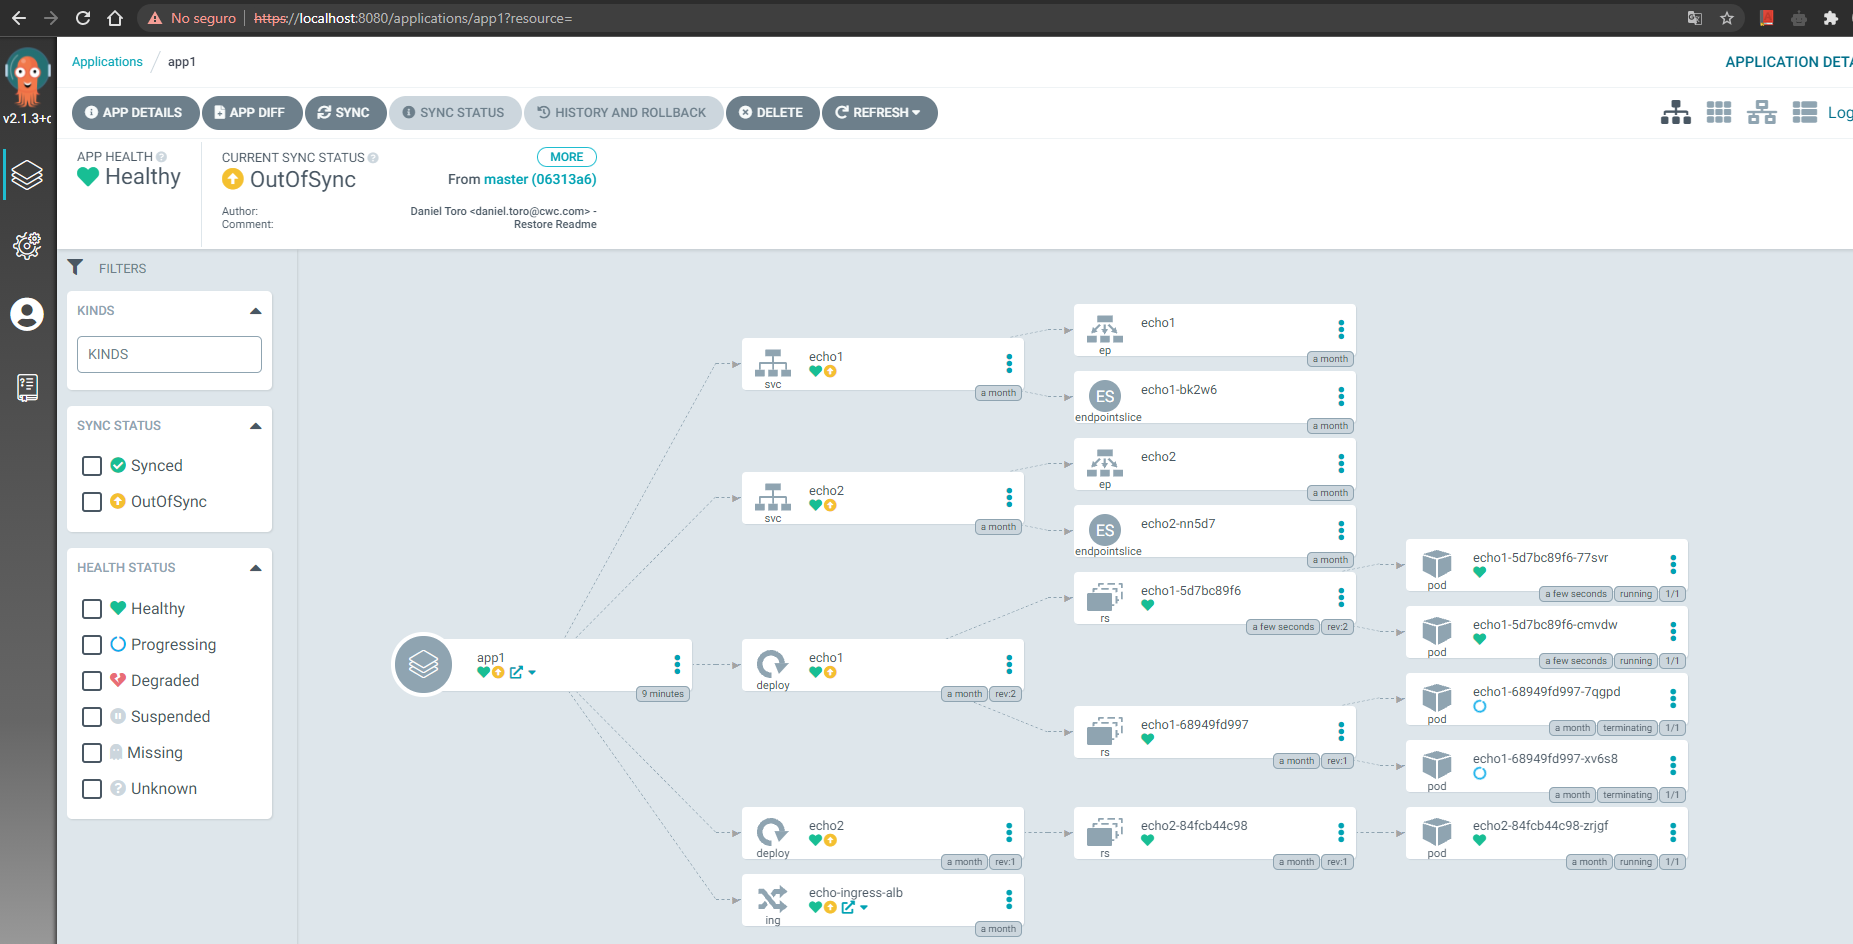 No seguro https://localhost:8080/applications/app1?resource=
v2.1.3+
Applications / app1
APPLICATION DETA
APP DETAILS APP DIFF SYNC SYNC STATUS HISTORY AND ROLLBACK DELETE REFRESH
Log
APP HEALTH
Healthy
CURRENT SYNC STATUS
MORE
OutOfSync
From master (06313a6)
Author: Daniel Toro <daniel.toro@cwc.com> -
Comment: Restore Readme
FILTERS
KINDS
KINDS
SYNC STATUS
Synced
OutOfSync
HEALTH STATUS
Healthy
Progressing
Degraded
Suspended
Missing
Unknown
app1
9 minutes
echo1
svc
a month
echo2
svc
a month
echo1
deploy
a month rev:2
echo2
deploy
a month rev:1
echo-ingress-alb
ing
a month
echo1
ep
a month
ES
echo1-bk2w6
endpointslice
a month
echo2
ep
a month
ES
echo2-nn5d7
endpointslice
a month
echo1-5d7bc89f6
rs
a few seconds rev:2
echo1-68949fd997
rs
a month rev:1
echo2-84fcb44c98
rs
a month rev:1
echo1-5d7bc89f6-77svr
pod
a few seconds running 1/1
echo1-5d7bc89f6-cmvdw
pod
a few seconds running 1/1
echo1-68949fd997-7qgpd
pod
a month terminating 1/1
echo1-68949fd997-xv6s8
pod
a month terminating 1/1
echo2-84fcb44c98-zrjgf
pod
a month running 1/1